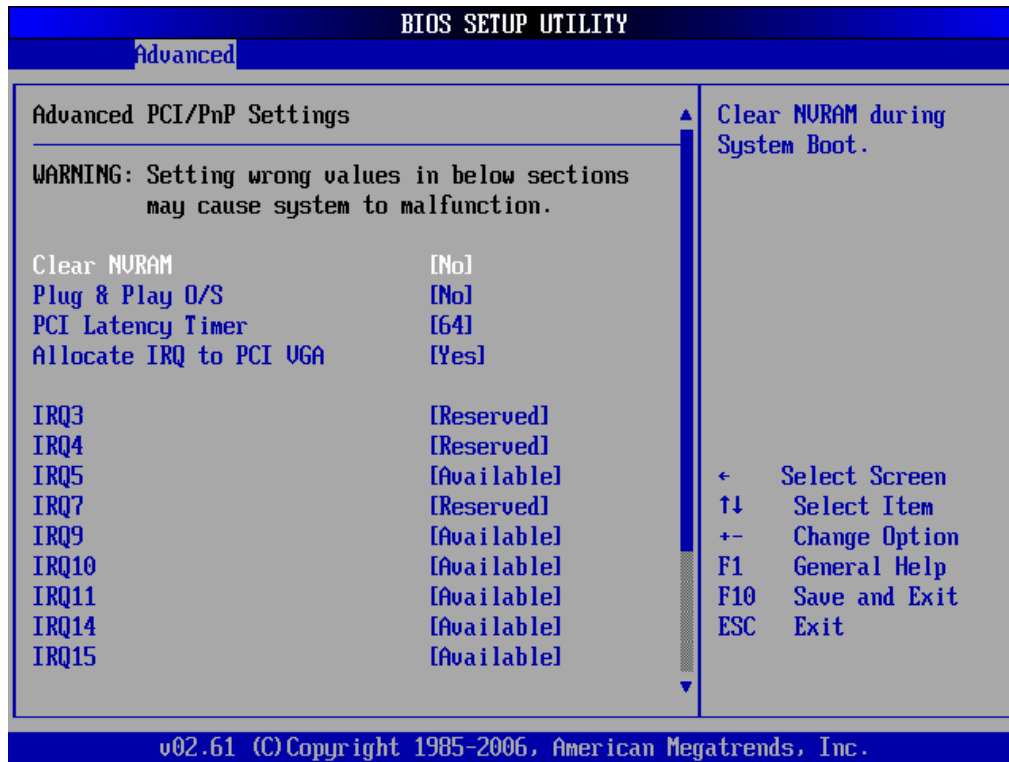 BIOS SETUP UTILITY
Advanced
Advanced PCI/PnP Settings
WARNING: Setting wrong values in below sections
may cause system to malfunction.
Clear NVRAM [No]
Plug & Play O/S [No]
PCI Latency Timer [64]
Allocate IRQ to PCI VGA [Yes]
IRQ3 [Reserved]
IRQ4 [Reserved]
IRQ5 [Available]
IRQ7 [Reserved]
IRQ9 [Available]
IRQ10 [Available]
IRQ11 [Available]
IRQ14 [Available]
IRQ15 [Available]
Clear NVRAM during
System Boot.
← Select Screen
↑↓ Select Item
+- Change Option
F1 General Help
F10 Save and Exit
ESC Exit
v02.61 (C)Copyright 1985-2006, American Megatrends, Inc.